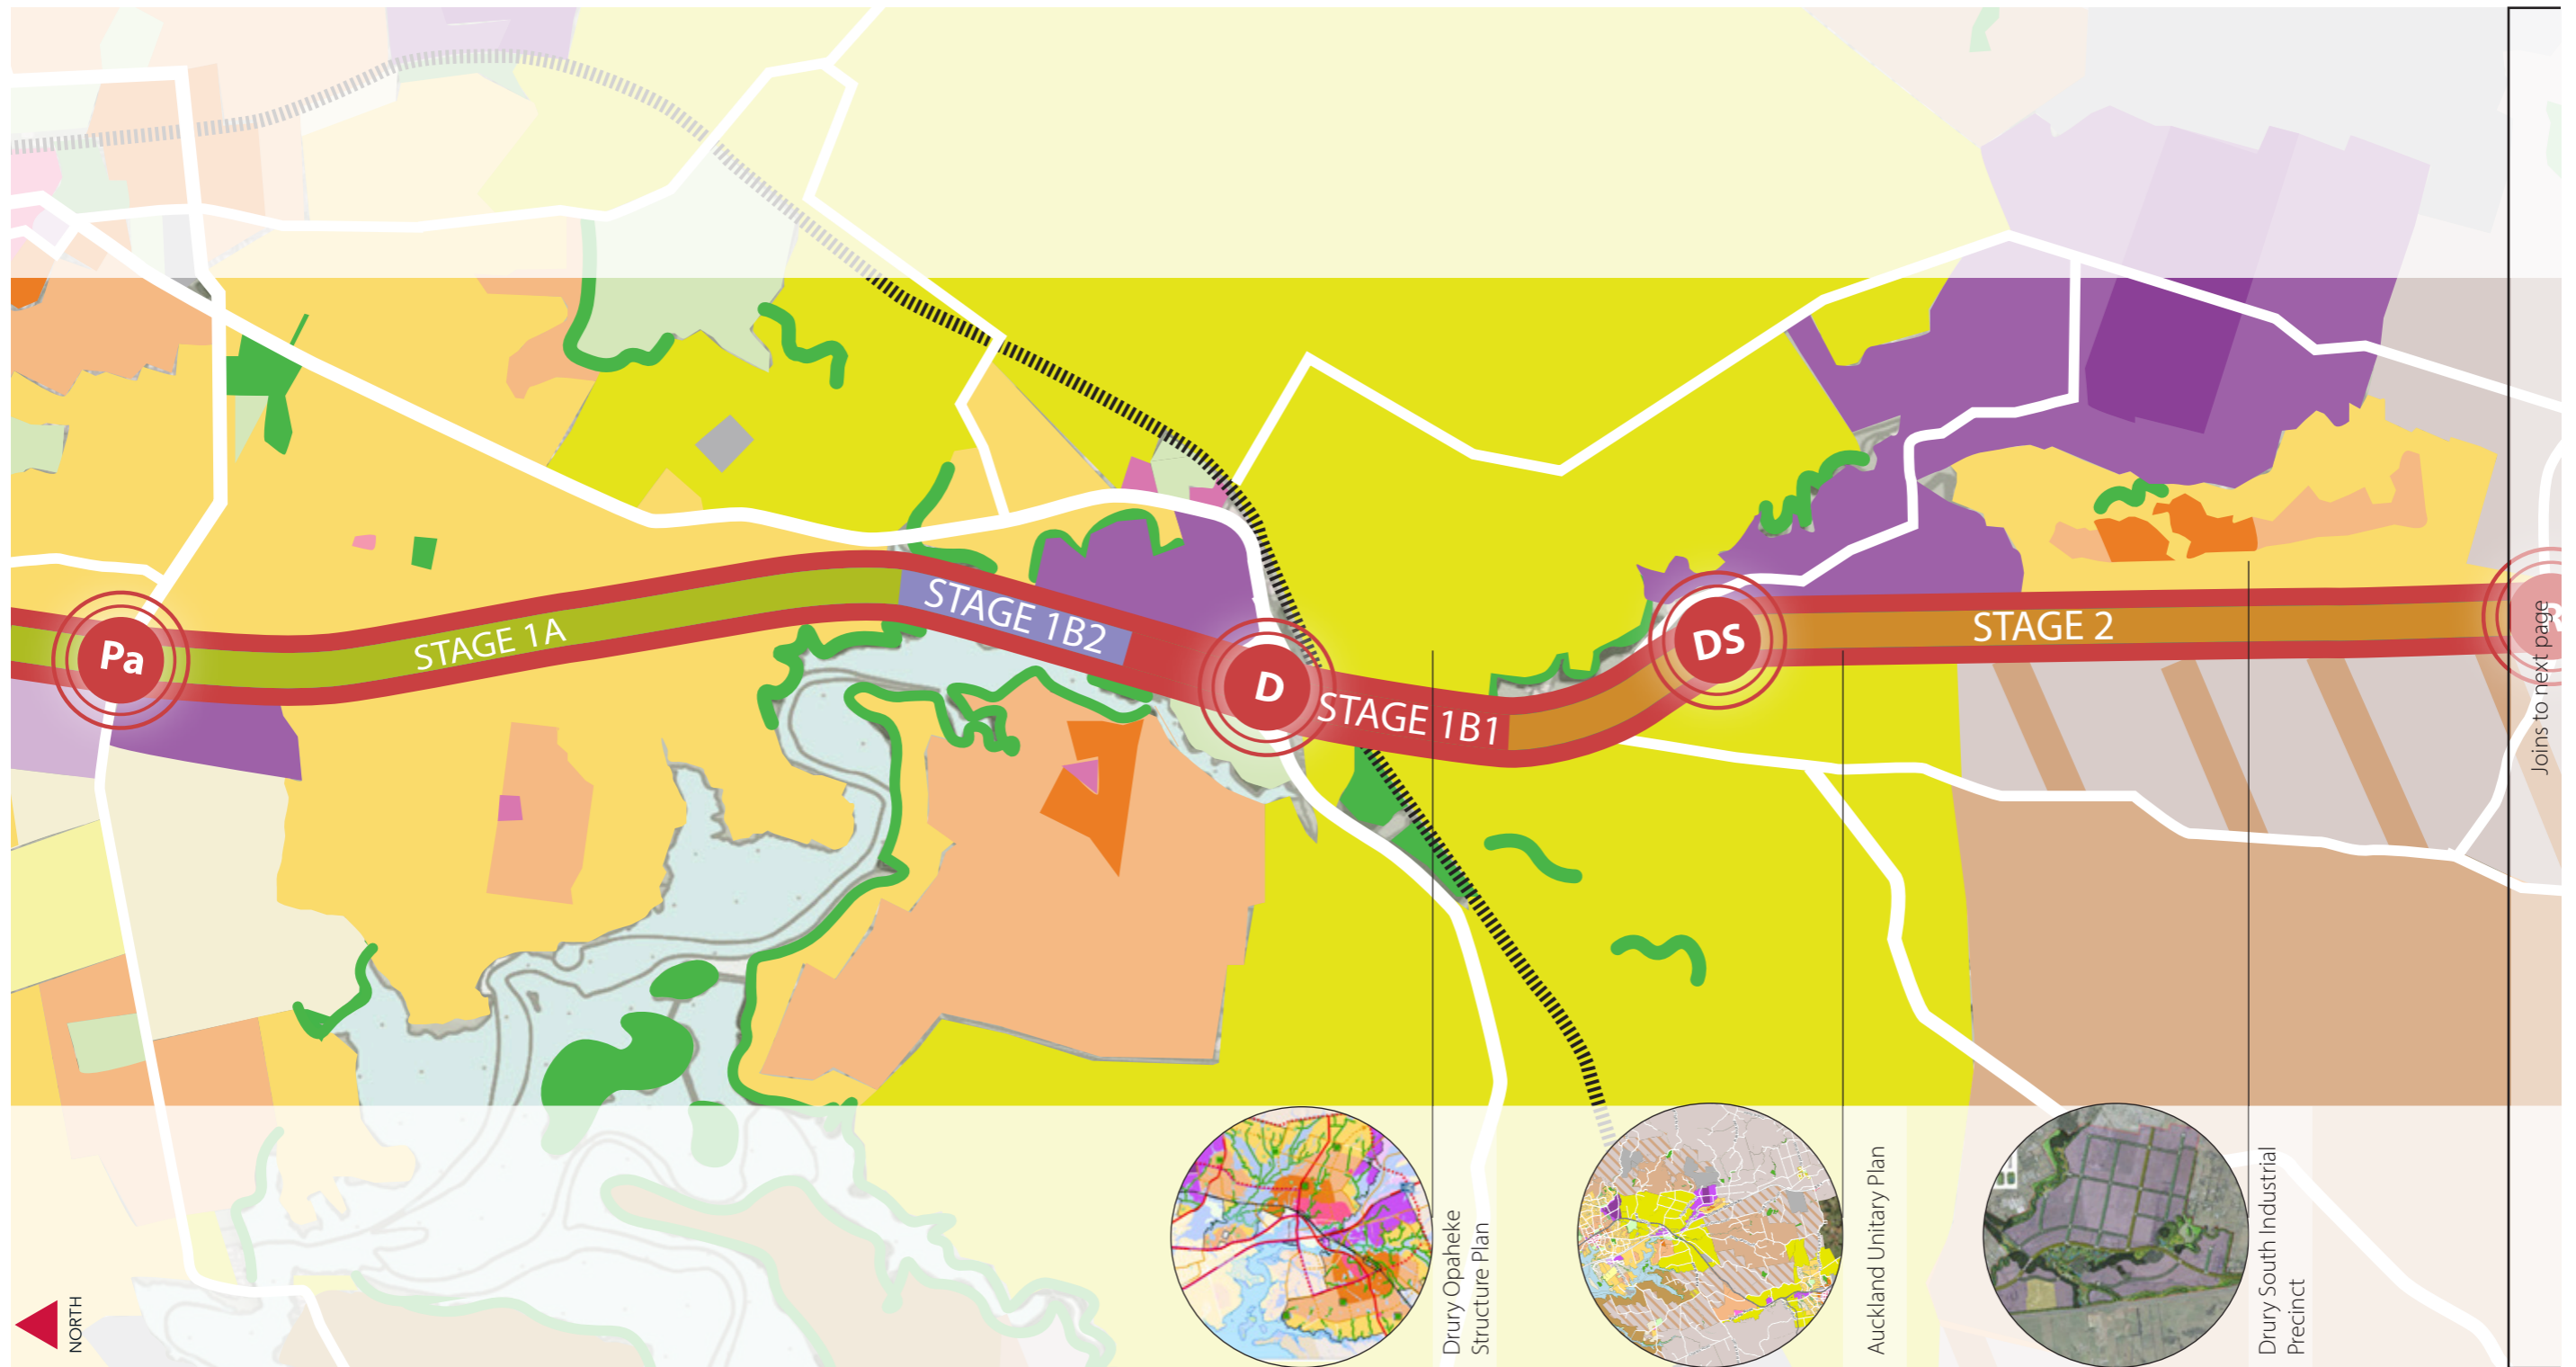 Pa
STAGE 1A
STAGE 1B2
D
STAGE 1B1
DS
STAGE 2
Joins to next page
NORTH
Drury Opaheke
Structure Plan
Auckland Unitary Plan
Drury South Industrial
Precinct